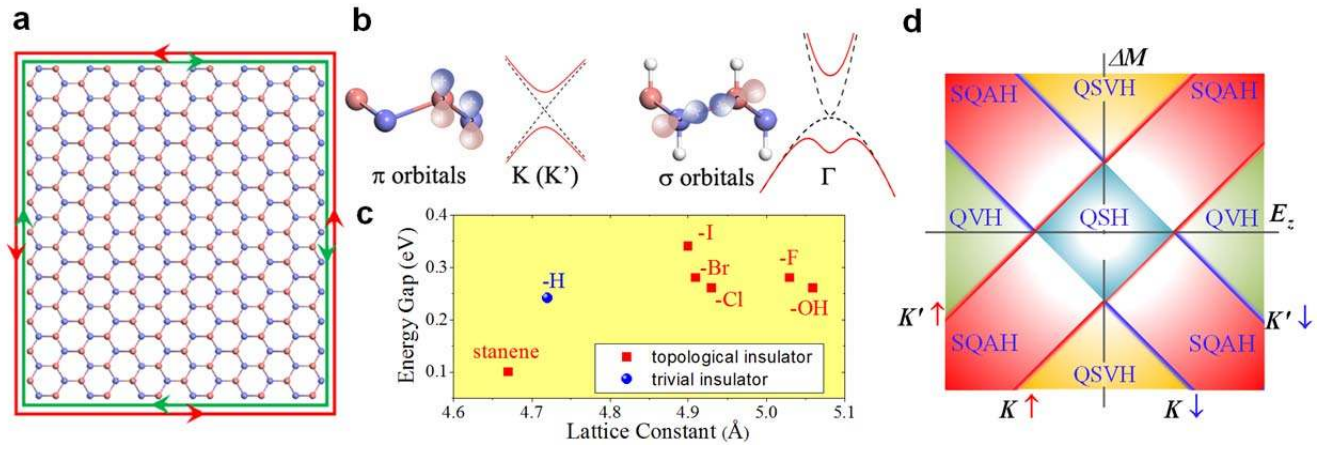 a
b
π orbitals
K (K')
σ orbitals
Γ
c
Energy Gap (eV)
0.4
0.3
0.2
0.1
-I
-Br
-Cl
-F
-OH
-H
stanene
topological insulator
trivial insulator
4.6 4.7 4.8 4.9 5.0 5.1
Lattice Constant (Å)
d
ΔM
SQAH QSVH SQAH
QVH QSH QVH
E_z
K' ↑
K' ↓
SQAH SQAH
QSVH
K ↑
K ↓